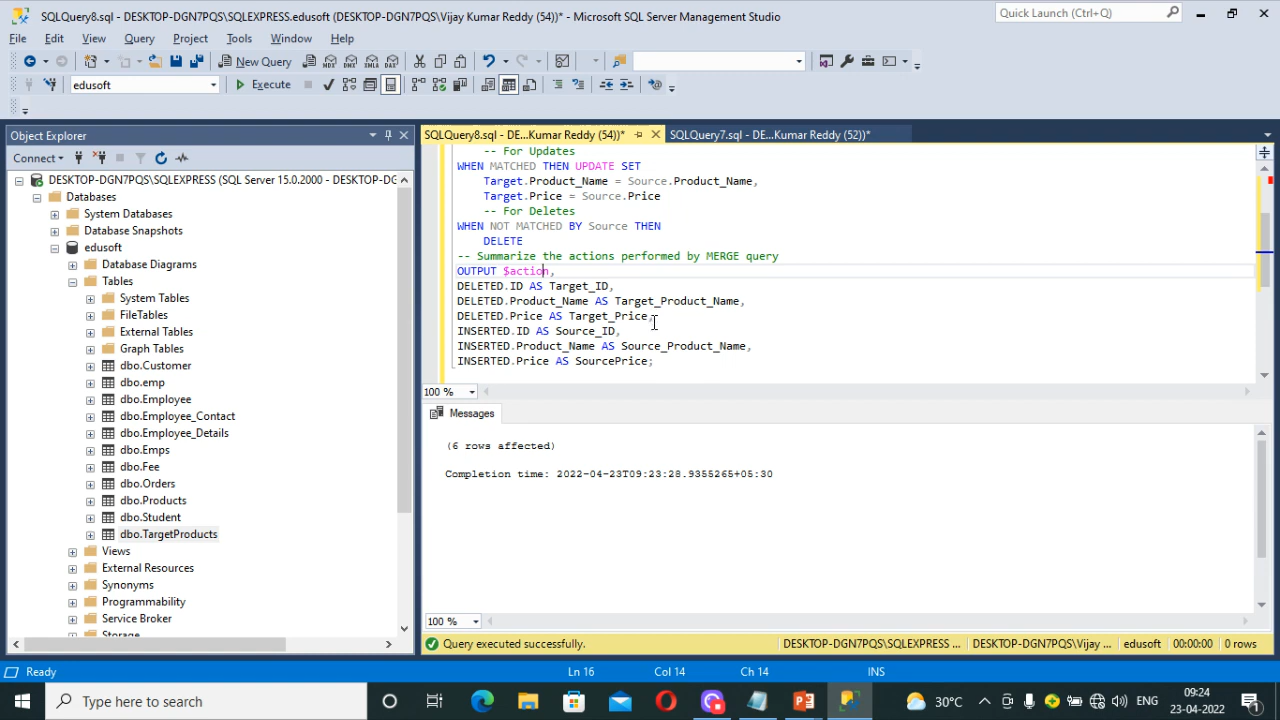 SQLQuery8.sql - DESKTOP-DGN7PQS\SQLEXPRESS.edusoft (DESKTOP-DGN7PQS\Vijay Kumar Reddy (54))* - Microsoft SQL Server Management Studio
Quick Launch (Ctrl+Q)
File Edit View Query Project Tools Window Help
New Query
edusoft Execute
Object Explorer
SQLQuery8.sql - DE...Kumar Reddy (54))* SQLQuery7.sql - DE...Kumar Reddy (52))*
Connect
DESKTOP-DGN7PQS\SQLEXPRESS (SQL Server 15.0.2000 - DESKTOP-DG
Databases
System Databases
Database Snapshots
edusoft
Database Diagrams
Tables
System Tables
FileTables
External Tables
Graph Tables
dbo.Customer
dbo.emp
dbo.Employee
dbo.Employee_Contact
dbo.Employee_Details
dbo.Emps
dbo.Fee
dbo.Orders
dbo.Products
dbo.Student
dbo.TargetProducts
Views
External Resources
Synonyms
Programmability
Service Broker
Storage
-- For Updates
WHEN MATCHED THEN UPDATE SET
Target.Product_Name = Source.Product_Name,
Target.Price = Source.Price
-- For Deletes
WHEN NOT MATCHED BY Source THEN
DELETE
-- Summarize the actions performed by MERGE query
OUTPUT $action,
DELETED.ID AS Target_ID,
DELETED.Product_Name AS Target_Product_Name,
DELETED.Price AS Target_Price,
INSERTED.ID AS Source_ID,
INSERTED.Product_Name AS Source_Product_Name,
INSERTED.Price AS SourcePrice;
100 %
Messages
(6 rows affected)
Completion time: 2022-04-23T09:23:28.9355265+05:30
100 %
Query executed successfully. DESKTOP-DGN7PQS\SQLEXPRESS ... DESKTOP-DGN7PQS\Vijay ... edusoft 00:00:00 0 rows
Ready Ln 16 Col 14 Ch 14 INS
Type here to search 30°C ENG 09:24
23-04-2022
1